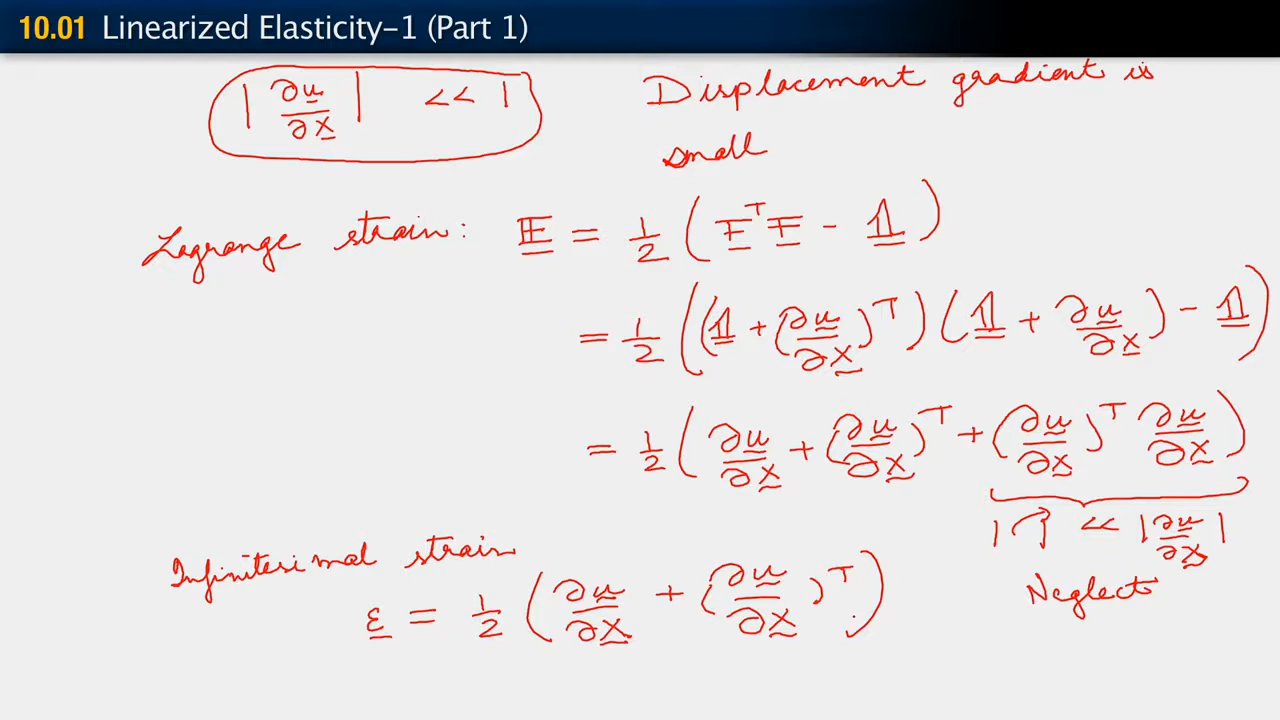 10.01 Linearized Elasticity-1 (Part 1)
|∂u/∂X| << 1 Displacement gradient is
small
Lagrange strain: E = 1/2 (FᵀF - 𝟙)
= 1/2 ((𝟙 + (∂u/∂X)ᵀ) (𝟙 + ∂u/∂X) - 𝟙)
= 1/2 (∂u/∂X + (∂u/∂X)ᵀ + (∂u/∂X)ᵀ ∂u/∂X)
<< |∂u/∂X|
Neglect
Infinitesimal strain
ε = 1/2 (∂u/∂X + (∂u/∂X)ᵀ)